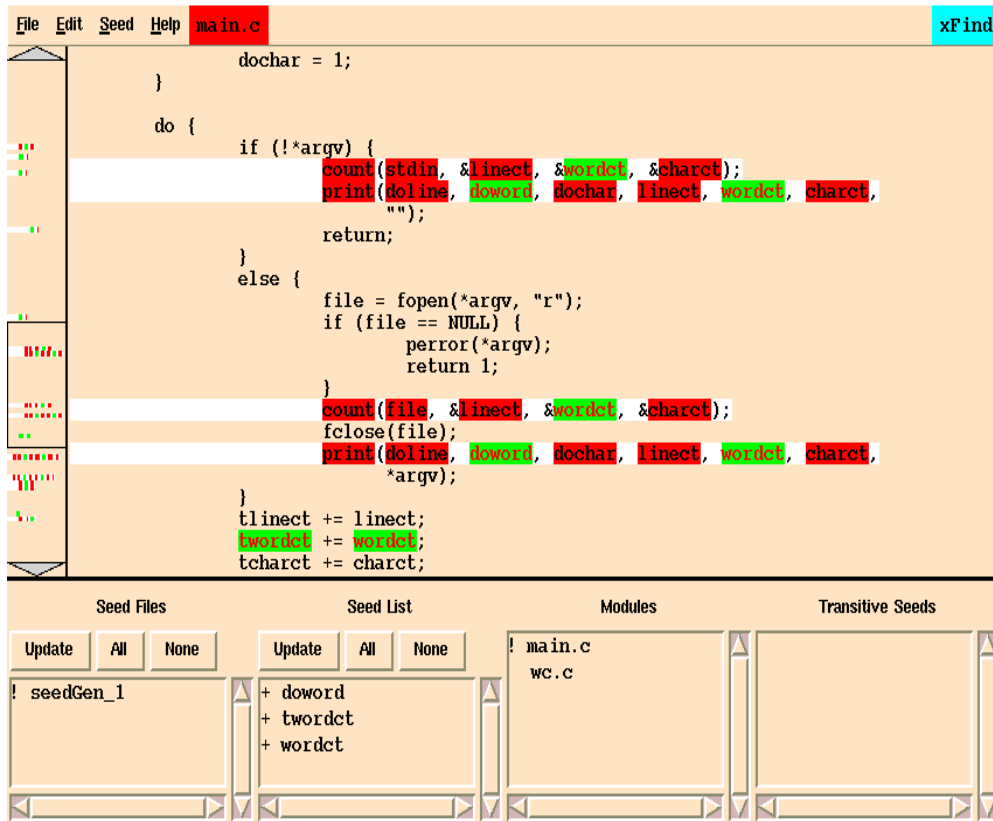 File Edit Seed Help main.c xFind
dochar = 1;
}
do {
if (!*argv) {
count(stdin, &linect, &wordct, &charct);
print(doline, doword, dochar, linect, wordct, charct,
"");
return;
}
else {
file = fopen(*argv, "r");
if (file == NULL) {
perror(*argv);
return 1;
}
count(file, &linect, &wordct, &charct);
fclose(file);
print(doline, doword, dochar, linect, wordct, charct,
*argv);
}
tlinect += linect;
twordct += wordct;
tcharct += charct;
Seed Files Seed List Modules Transitive Seeds
Update All None Update All None ! main.c
wc.c
! seedGen_1 + doword
+ twordct
+ wordct